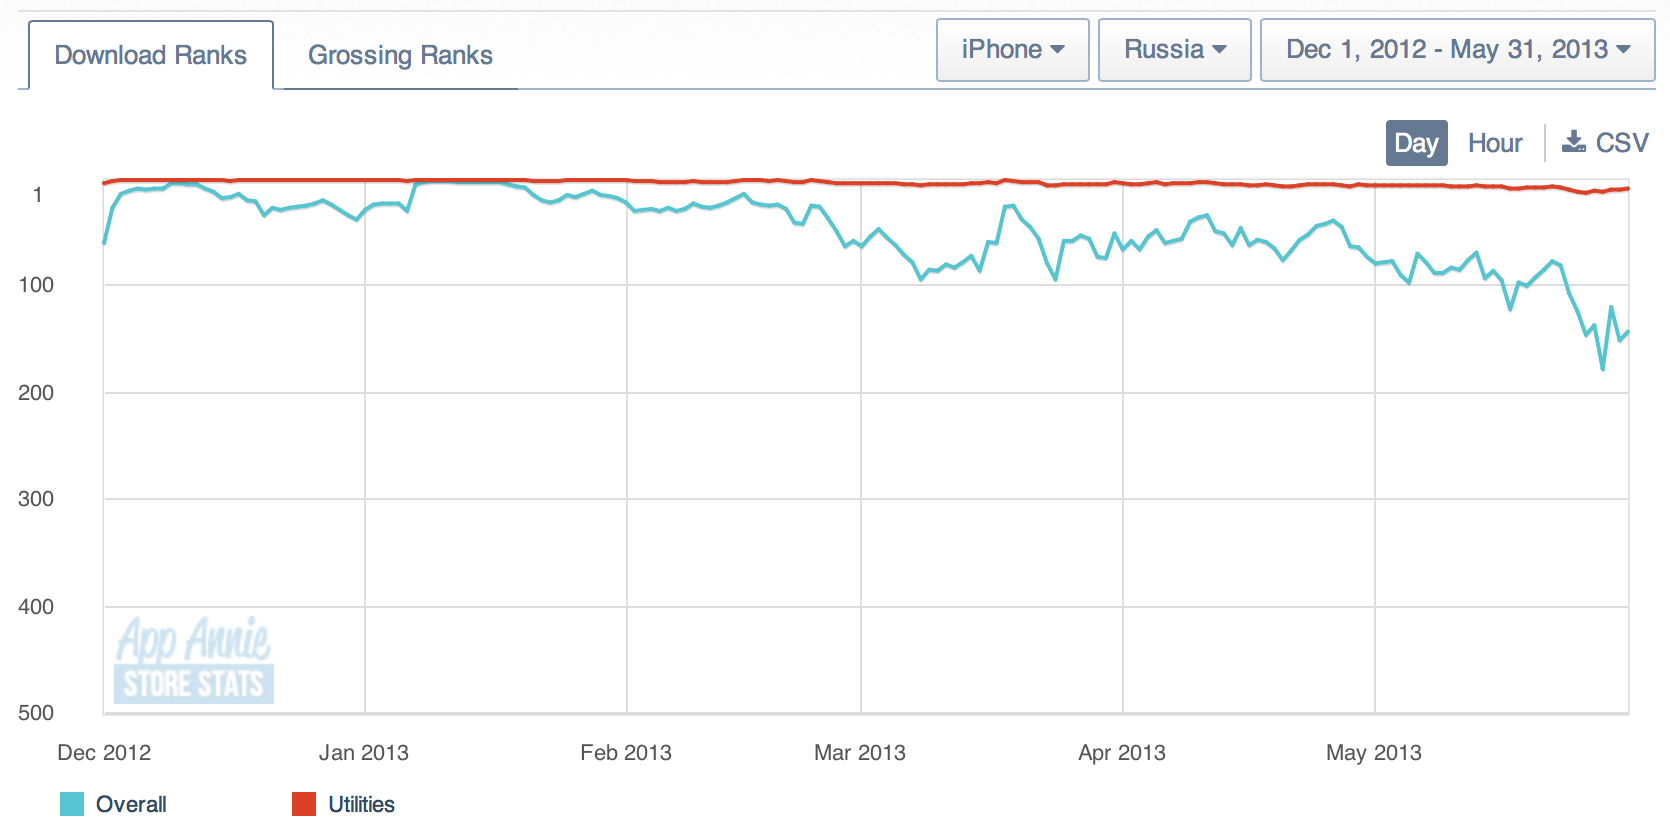 Download Ranks Grossing Ranks iPhone Russia Dec 1, 2012 - May 31, 2013
Day Hour CSV
1
100
200
300
400
App Annie
STORE STATS
500
Dec 2012 Jan 2013 Feb 2013 Mar 2013 Apr 2013 May 2013
Overall Utilities